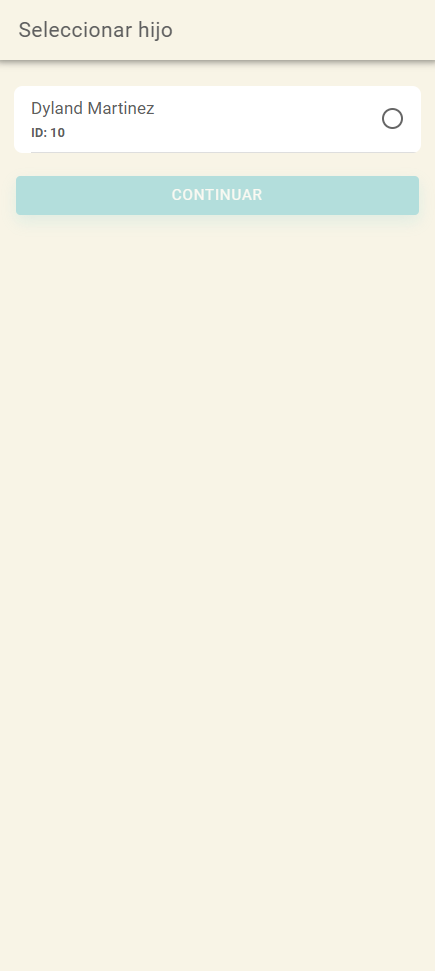 Seleccionar hijo
Dyland Martinez
ID: 10
CONTINUAR